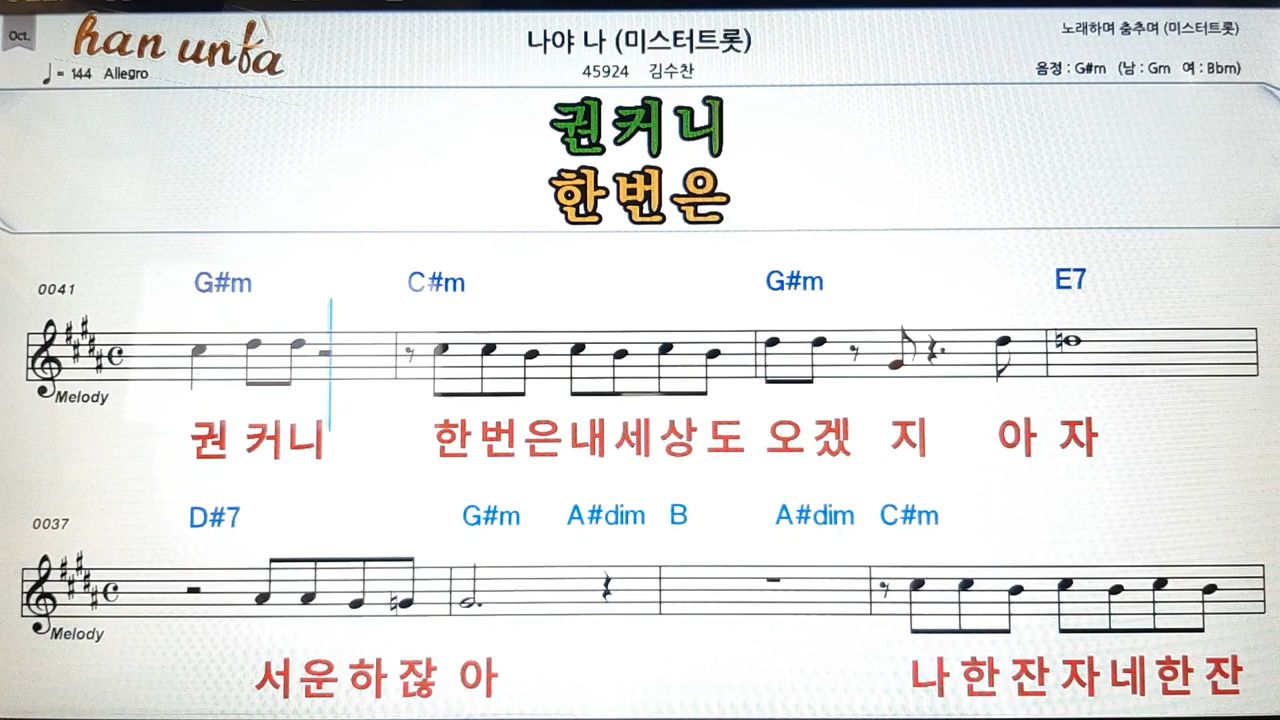 Oct.
han unfa
나야 나 (미스터트롯)
노래하며 춤추며 (미스터트롯)
♩= 144 Allegro
45924 김수찬
음정 : G#m (남 : Gm 여 : Bbm)
권커니
한번은
G#m C#m G#m E7
0041
Melody
권 커니 한번은내세상도 오겠 지 아 자
D#7 G#m A#dim B A#dim C#m
0037
Melody
서운하잖 아 나한잔자네한잔